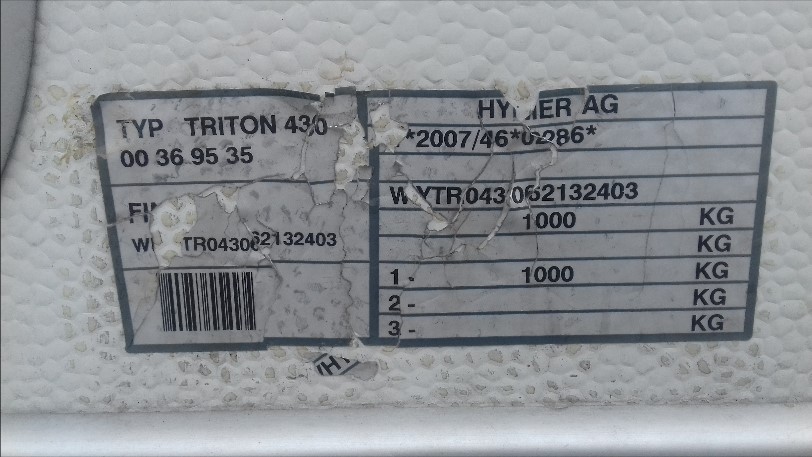 TYP TRITON 430
00 36 95 35
TR043062132403
HYMER AG
*2007/46*0286*
WYTR043062132403
1000 KG
KG
1 - 1000 KG
2 - KG
3 - KG